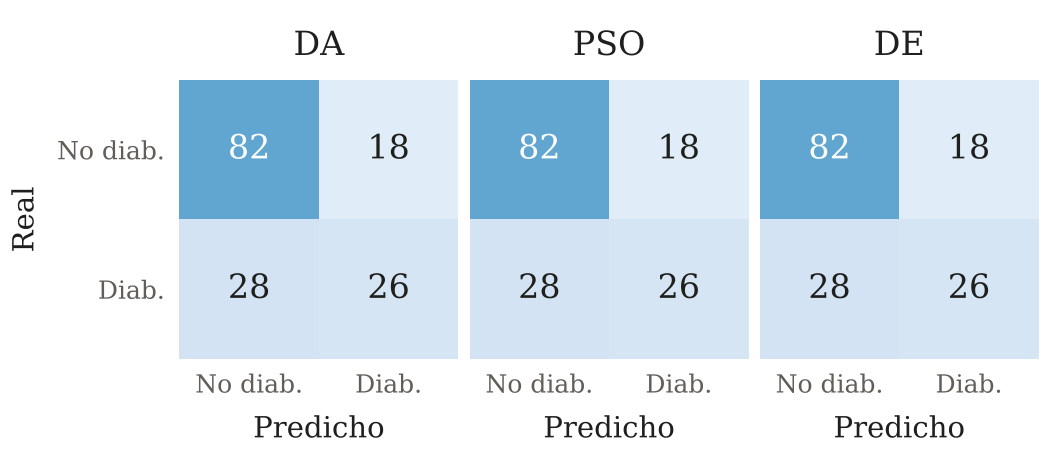 DA PSO DE
No diab. 82 18 82 18 82 18
Real
Diab. 28 26 28 26 28 26
No diab. Diab. No diab. Diab. No diab. Diab.
Predicho Predicho Predicho